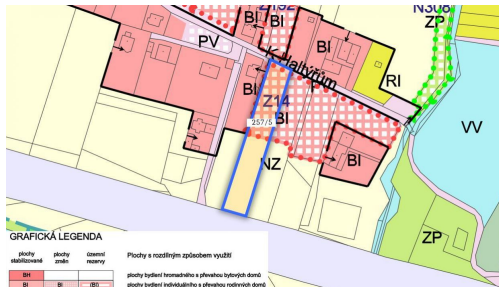 Z192
N308
BI
BI
ZP
PV
K Haltýřům
BI
RI
BI
Z14
VV
257/5
BI
NZ
BI
ZP
GRAFICKÁ LEGENDA
plochy stabilizované
plochy změn
územní rezervy
Plochy s rozdílným způsobem využití
BH
plochy bydlení hromadného s převahou bytových domů
BI
BI
(BI)
plochy bydlení individuálního s převahou rodinných domů